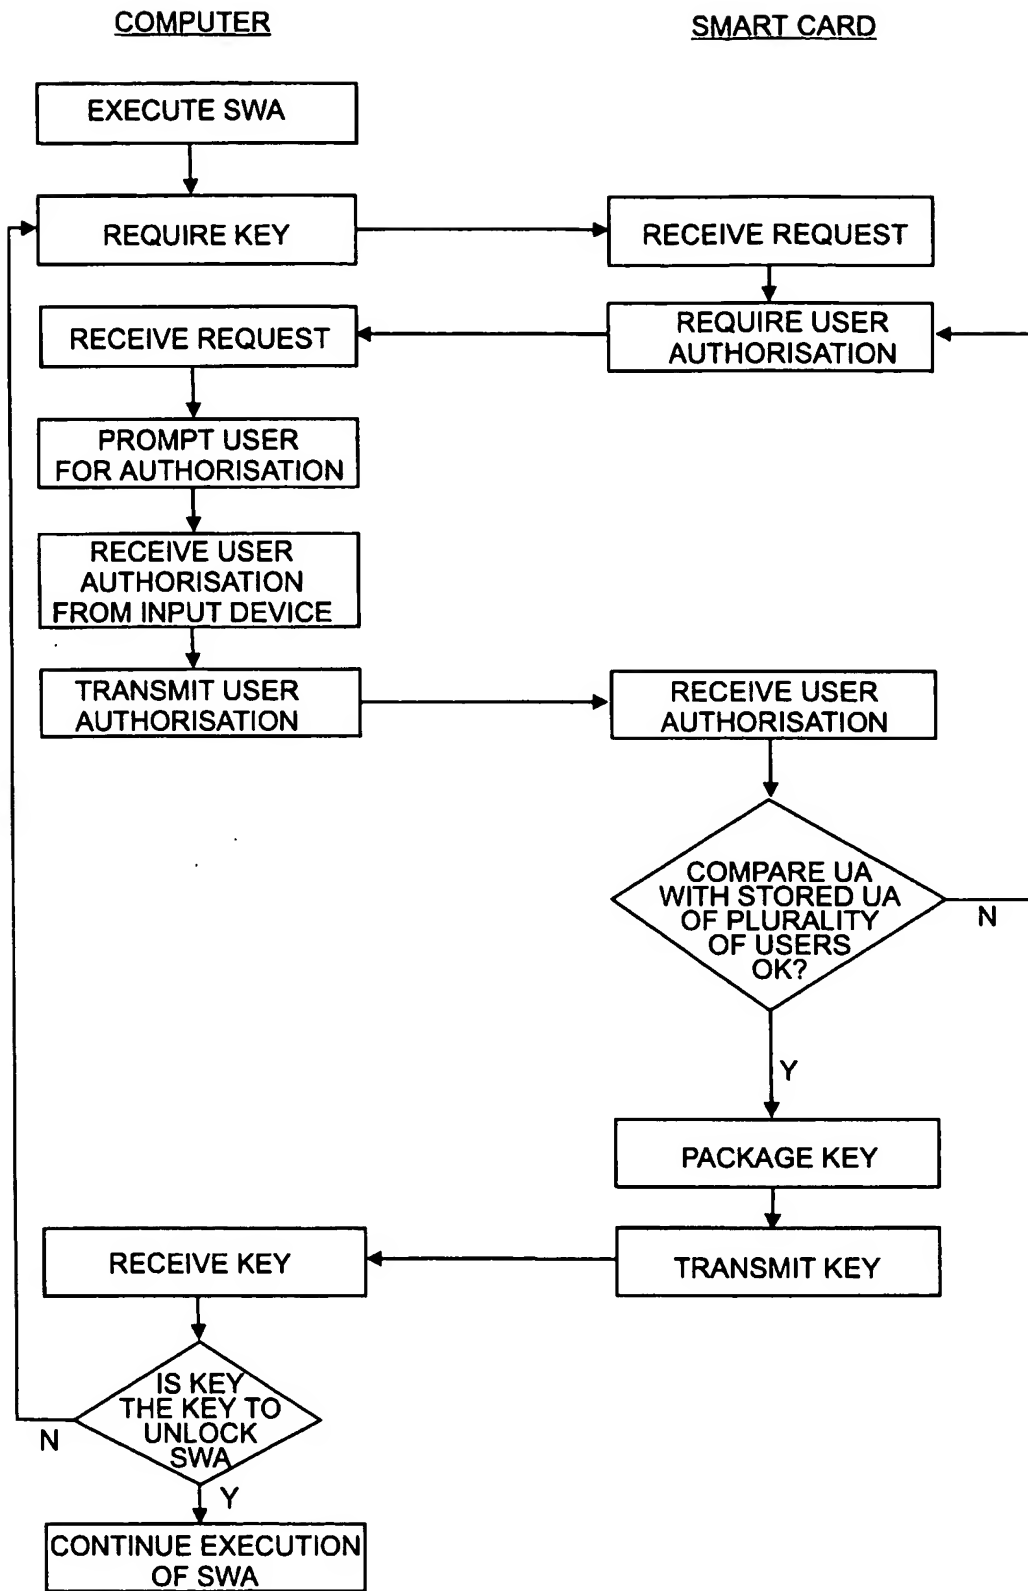 COMPUTER
SMART CARD
EXECUTE SWA
REQUIRE KEY
RECEIVE REQUEST
RECEIVE REQUEST
REQUIRE USER
AUTHORISATION
PROMPT USER
FOR AUTHORISATION
RECEIVE USER
AUTHORISATION
FROM INPUT DEVICE
TRANSMIT USER
AUTHORISATION
RECEIVE USER
AUTHORISATION
COMPARE UA
WITH STORED UA
OF PLURALITY
OF USERS
OK?
N
Y
PACKAGE KEY
RECEIVE KEY
TRANSMIT KEY
IS KEY
THE KEY TO
UNLOCK
SWA
N
Y
CONTINUE EXECUTION
OF SWA